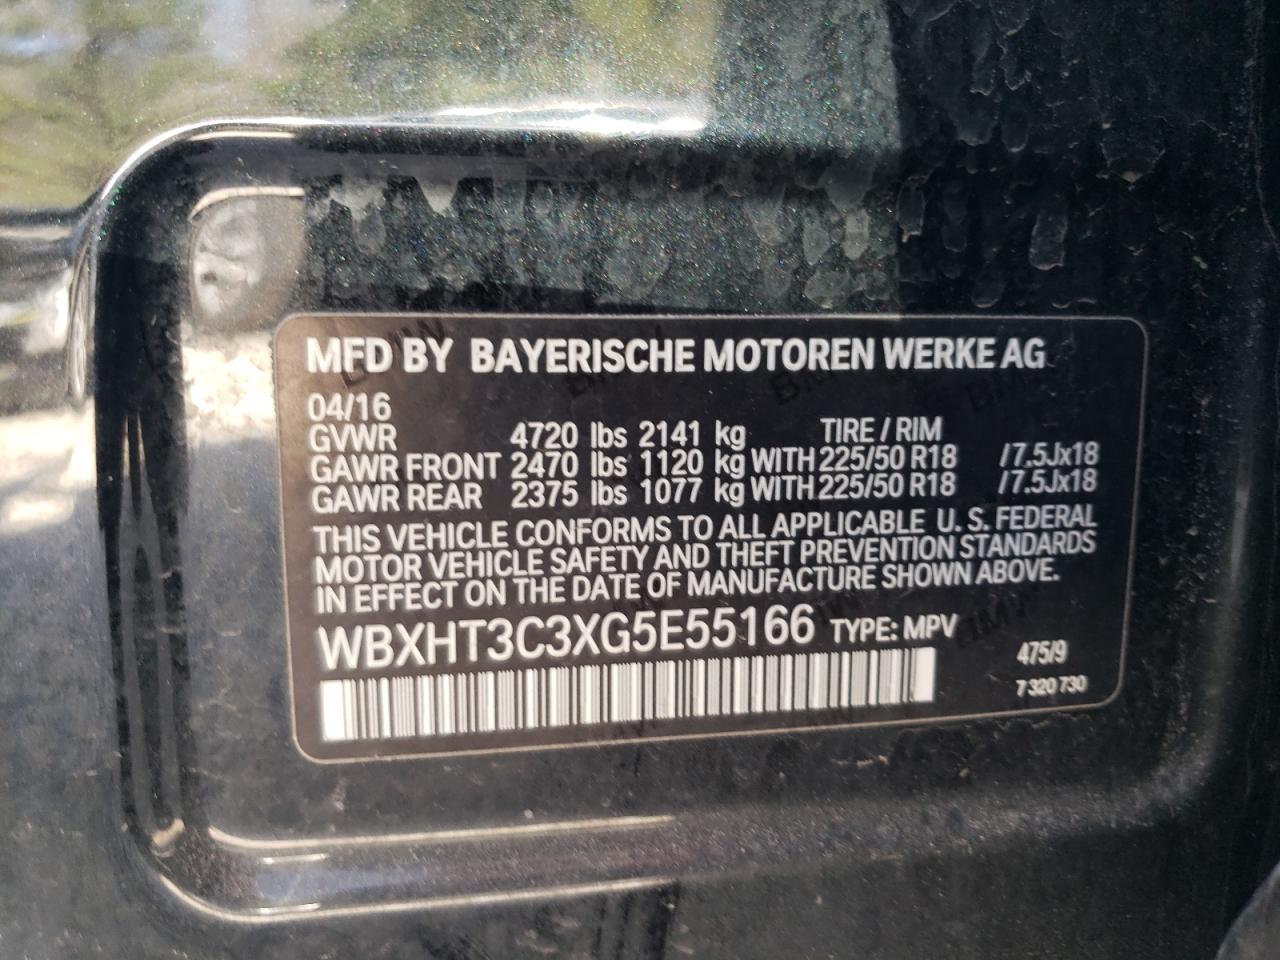 MFD BY BAYERISCHE MOTOREN WERKE AG
04/16
GVWR 4720 lbs 2141 kg TIRE / RIM
GAWR FRONT 2470 lbs 1120 kg WITH 225/50 R18 /7.5Jx18
GAWR REAR 2375 lbs 1077 kg WITH 225/50 R18 /7.5Jx18
THIS VEHICLE CONFORMS TO ALL APPLICABLE U.S. FEDERAL
MOTOR VEHICLE SAFETY AND THEFT PREVENTION STANDARDS
IN EFFECT ON THE DATE OF MANUFACTURE SHOWN ABOVE.
WBXHT3C3XG5E55166 TYPE: MPV
475/9
7 320 730